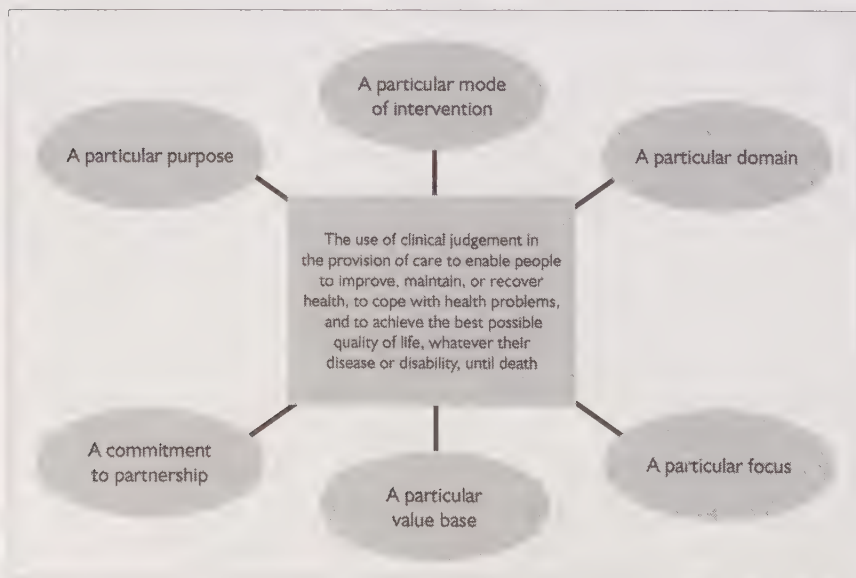 A particular mode
of intervention
A particular purpose
A particular domain
The use of clinical judgement in
the provision of care to enable people
to improve, maintain, or recover
health, to cope with health problems,
and to achieve the best possible
quality of life, whatever their
disease or disability, until death
A commitment
to partnership
A particular focus
A particular
value base